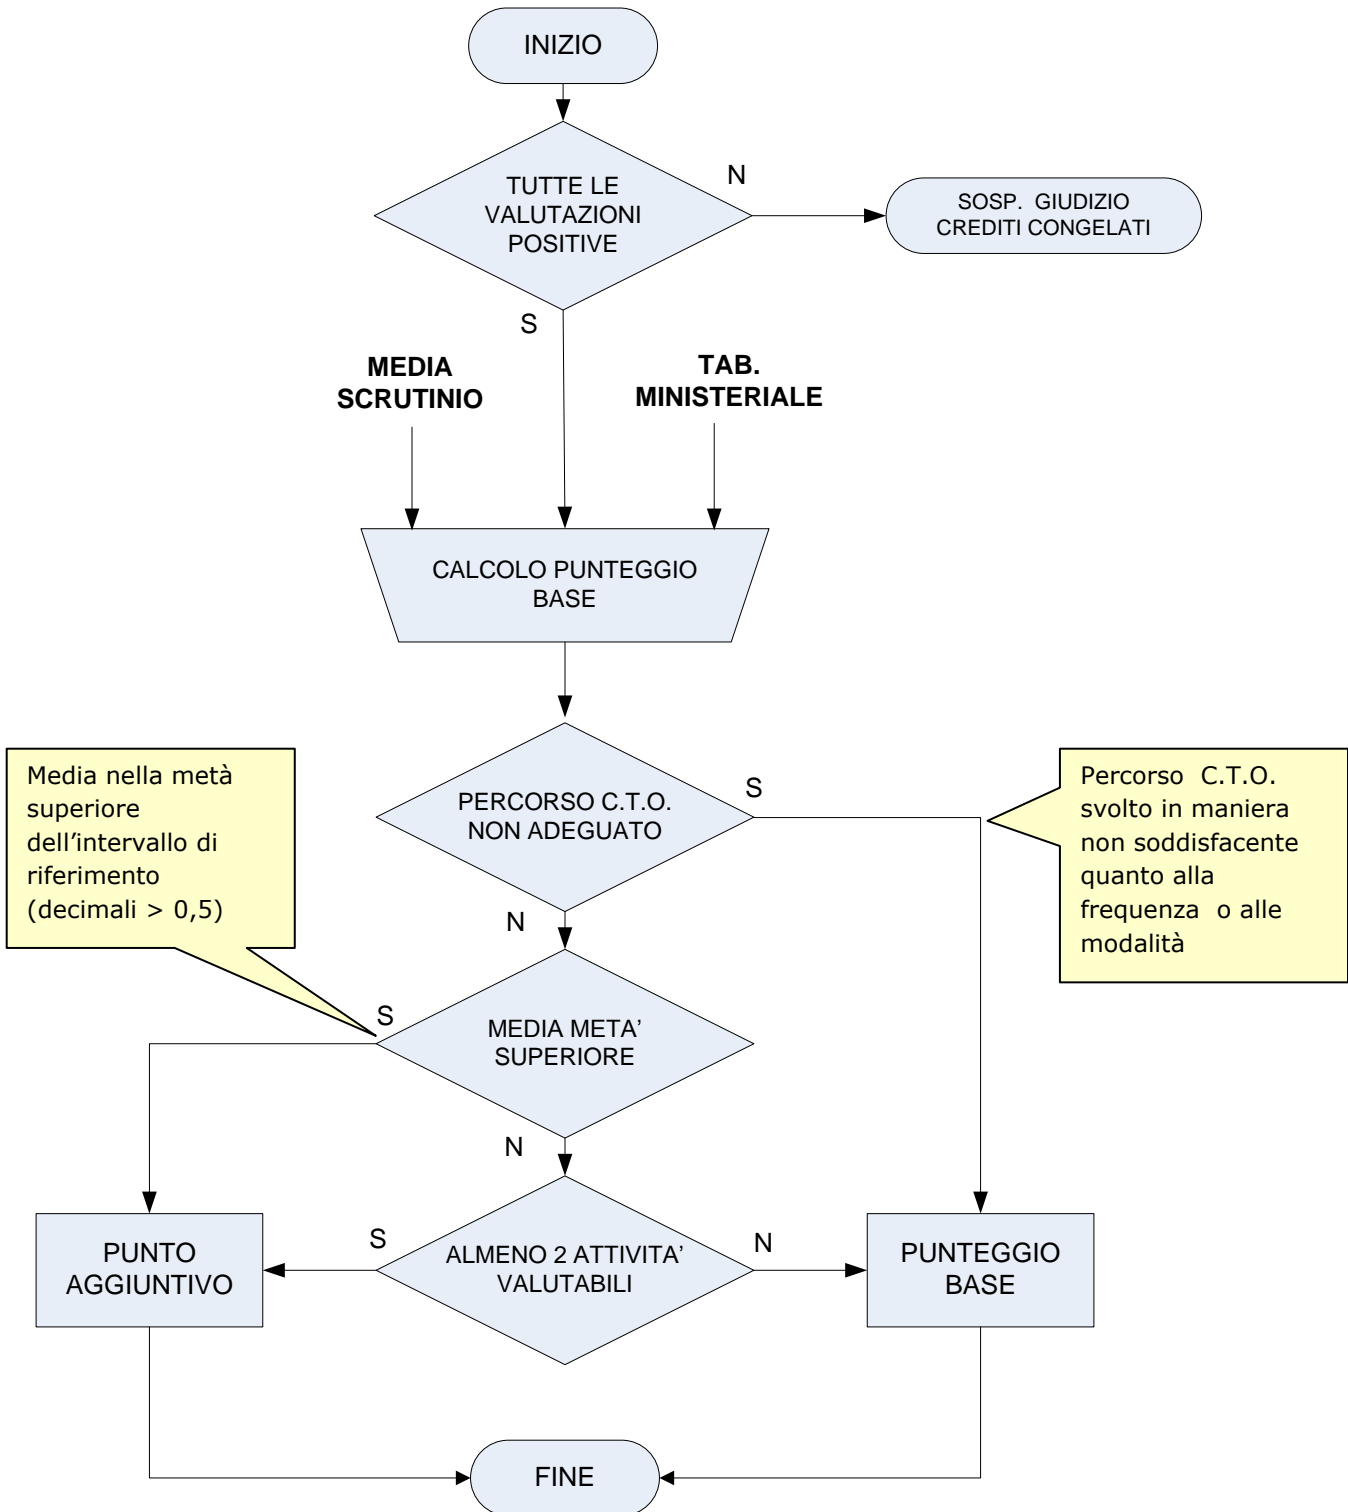 INIZIO
TUTTE LE
VALUTAZIONI
POSITIVE
N
SOSP. GIUDIZIO
CREDITI CONGELATI
S
MEDIA
SCRUTINIO
TAB.
MINISTERIALE
CALCOLO PUNTEGGIO
BASE
Media nella metà
superiore
dell’intervallo di
riferimento
(decimali > 0,5)
PERCORSO C.T.O.
NON ADEGUATO
S
Percorso C.T.O.
svolto in maniera
non soddisfacente
quanto alla
frequenza o alle
modalità
N
S
MEDIA META’
SUPERIORE
N
PUNTO
AGGIUNTIVO
S
ALMENO 2 ATTIVITA’
VALUTABILI
N
PUNTEGGIO
BASE
FINE